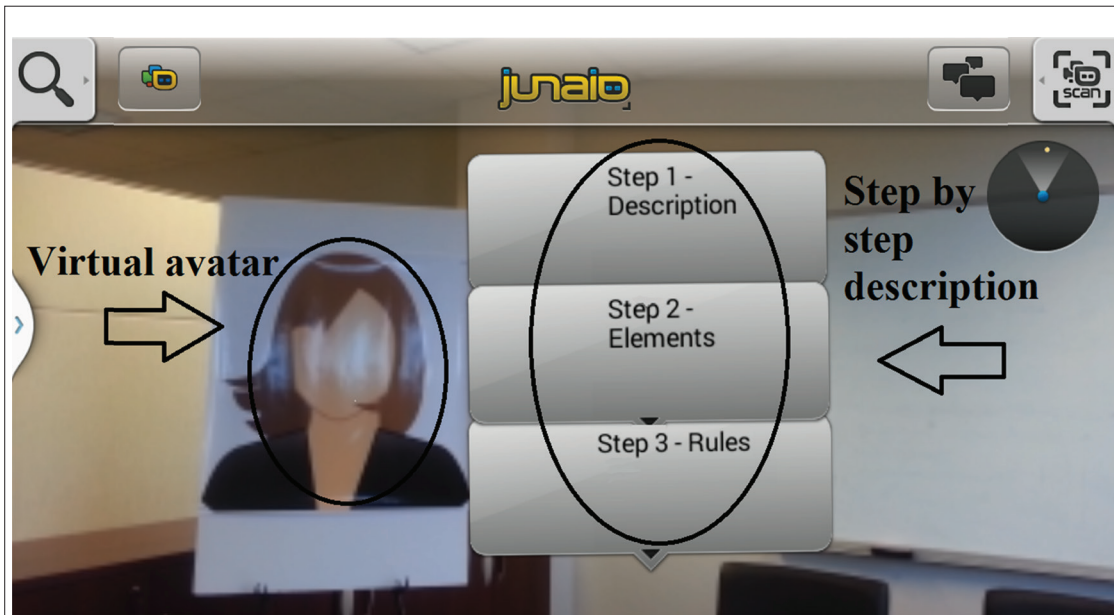 junaio
scan
Step 1 -
Description
Step by
step
description
Virtual avatar
Step 2 -
Elements
Step 3 - Rules